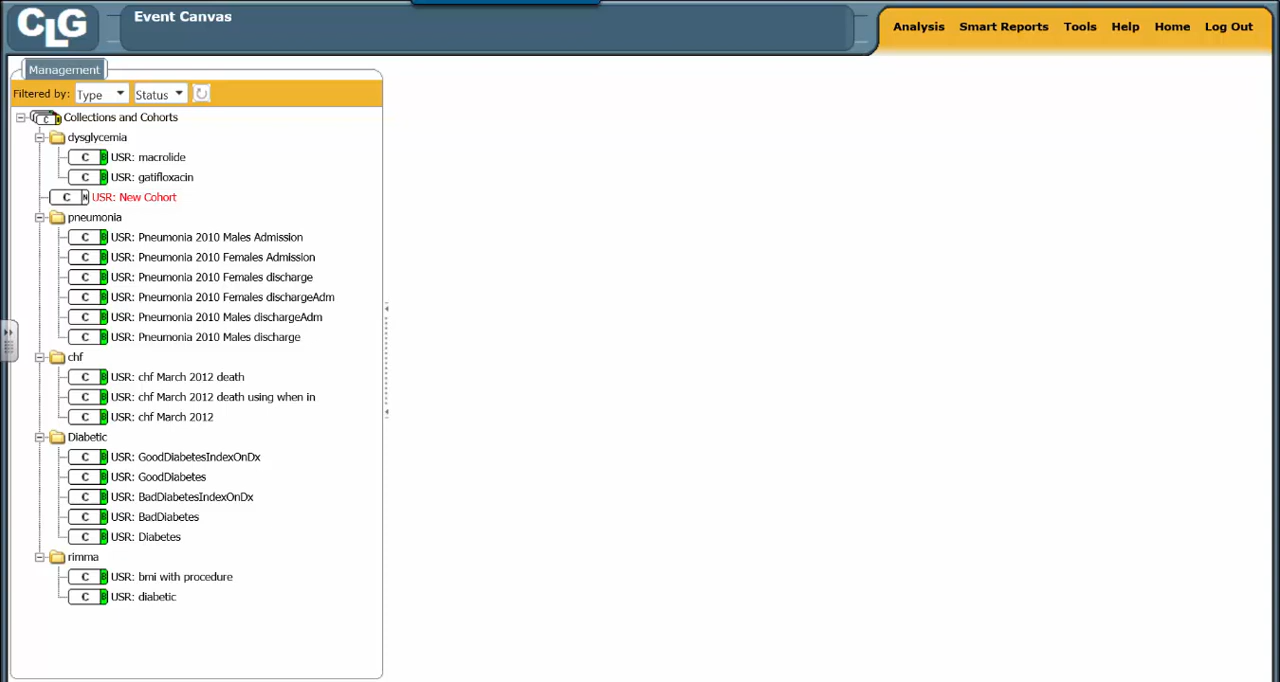 CLG
Event Canvas
Analysis Smart Reports Tools Help Home Log Out
Management
Filtered by: Type Status
C Collections and Cohorts
dysglycemia
C B USR: macrolide
C B USR: gatifloxacin
C N USR: New Cohort
pneumonia
C B USR: Pneumonia 2010 Males Admission
C B USR: Pneumonia 2010 Females Admission
C B USR: Pneumonia 2010 Females discharge
C B USR: Pneumonia 2010 Females dischargeAdm
C B USR: Pneumonia 2010 Males dischargeAdm
C B USR: Pneumonia 2010 Males discharge
chf
C B USR: chf March 2012 death
C B USR: chf March 2012 death using when in
C B USR: chf March 2012
Diabetic
C B USR: GoodDiabetesIndexOnDx
C B USR: GoodDiabetes
C B USR: BadDiabetesIndexOnDx
C B USR: BadDiabetes
C B USR: Diabetes
rimma
C B USR: bmi with procedure
C B USR: diabetic